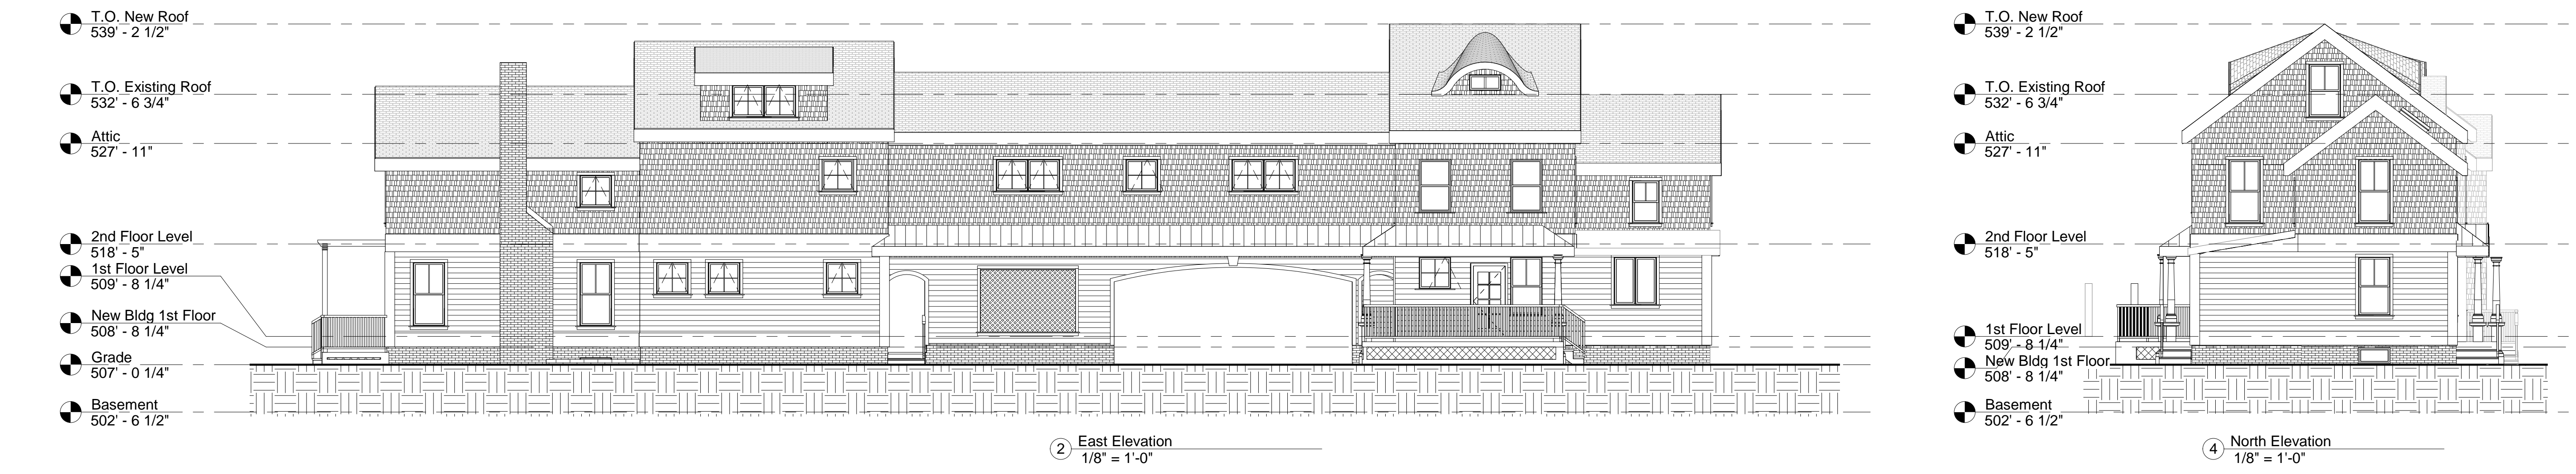 T.O. New Roof
539' - 2 1/2"
T.O. Existing Roof
532' - 6 3/4"
Attic
527' - 11"
2nd Floor Level
518' - 5"
1st Floor Level
509' - 8 1/4"
New Bldg 1st Floor
508' - 8 1/4"
Grade
507' - 0 1/4"
Basement
502' - 6 1/2"
2 East Elevation
1/8" = 1'-0"
T.O. New Roof
539' - 2 1/2"
T.O. Existing Roof
532' - 6 3/4"
Attic
527' - 11"
2nd Floor Level
518' - 5"
1st Floor Level
509' - 8 1/4"
New Bldg 1st Floor
508' - 8 1/4"
Basement
502' - 6 1/2"
4 North Elevation
1/8" = 1'-0"